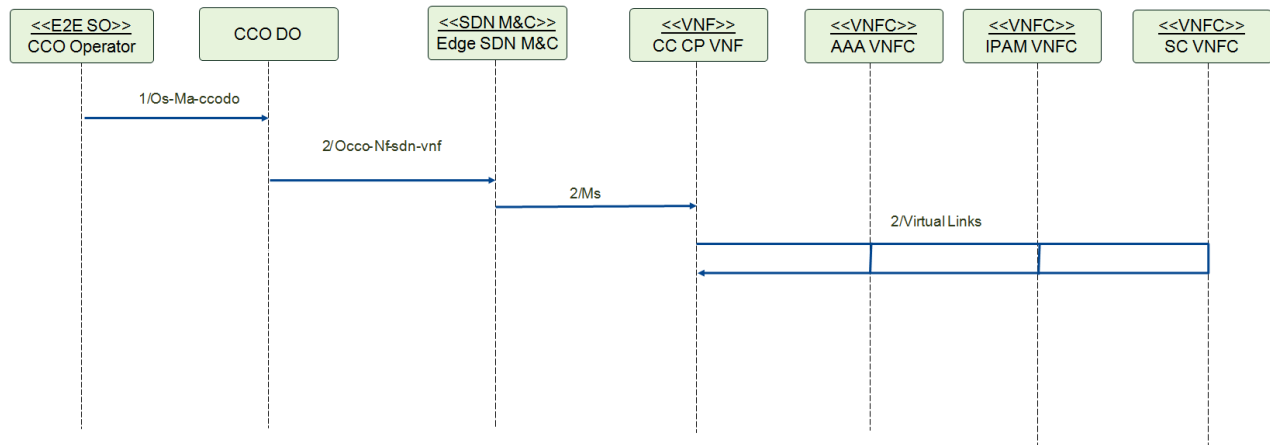 <<E2E SO>>
CCO Operator
CCO DO
<<SDN M&C>>
Edge SDN M&C
<<VNF>>
CC CP VNF
<<VNFC>>
AAA VNFC
<<VNFC>>
IPAM VNFC
<<VNFC>>
SC VNFC
1/Os-Ma-ccodo
2/Occo-Nf-sdn-vnf
2/Ms
2/Virtual Links